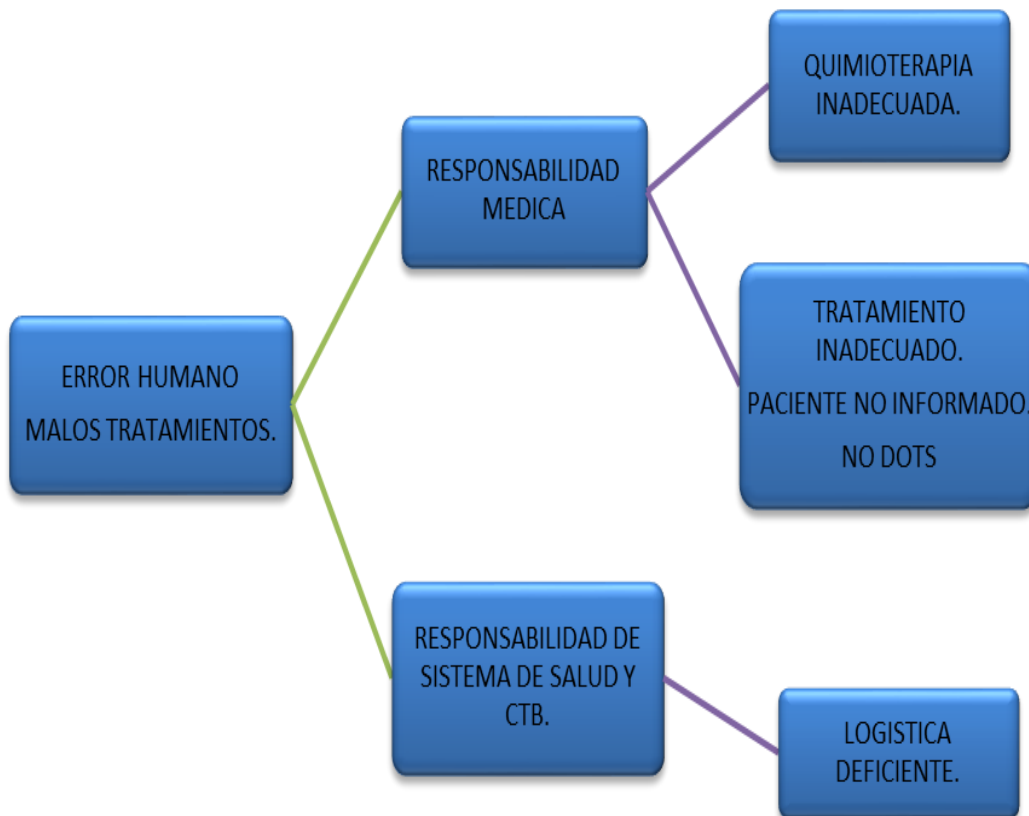 QUIMIOTERAPIA
INADECUADA.
RESPONSABILIDAD
MEDICA
TRATAMIENTO
INADECUADO.
PACIENTE NO INFORMADO.
NO DOTS
ERROR HUMANO
MALOS TRATAMIENTOS.
RESPONSABILIDAD DE
SISTEMA DE SALUD Y
CTB.
LOGISTICA
DEFICIENTE.